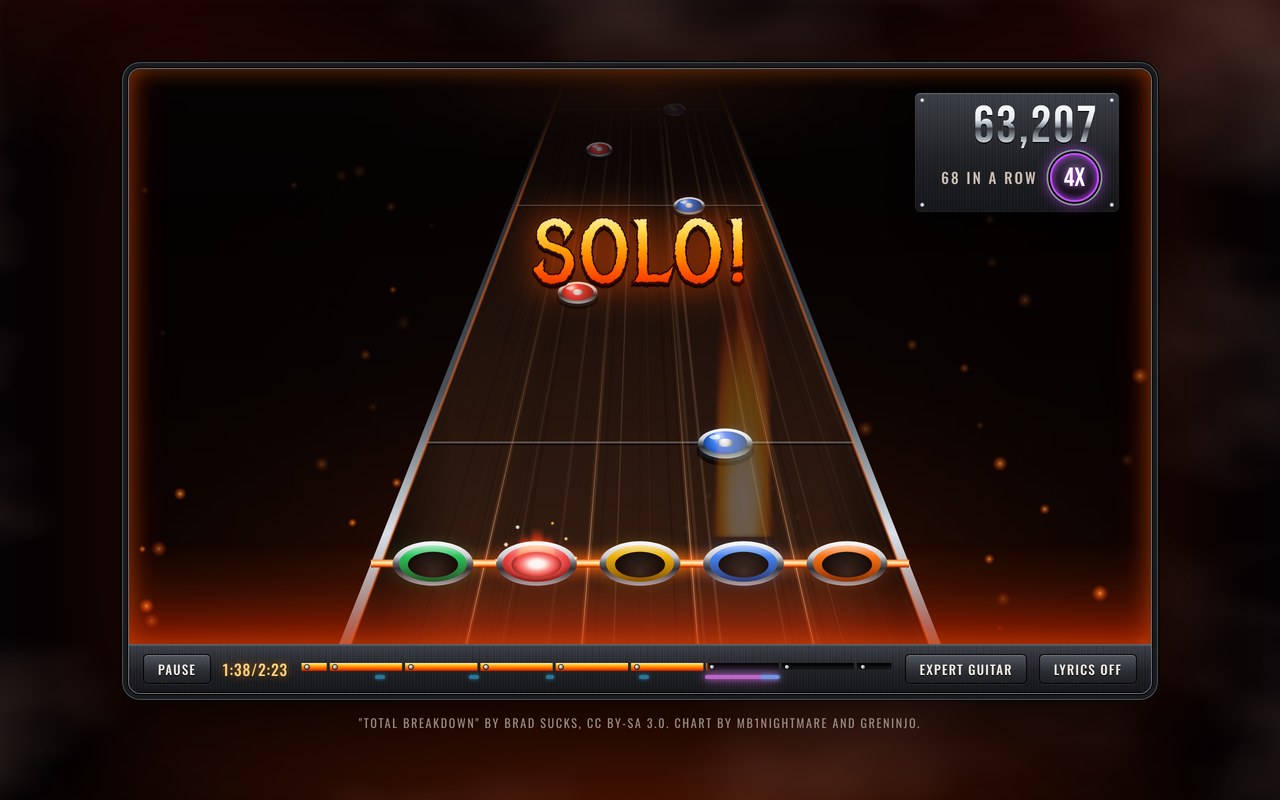 63,207
68 IN A ROW 4X
SOLO!
PAUSE 1:38/2:23 EXPERT GUITAR LYRICS OFF
"TOTAL BREAKDOWN" BY BRAD SUCKS, CC BY-SA 3.0. CHART BY MB1NIGHTMARE AND GRENINJO.